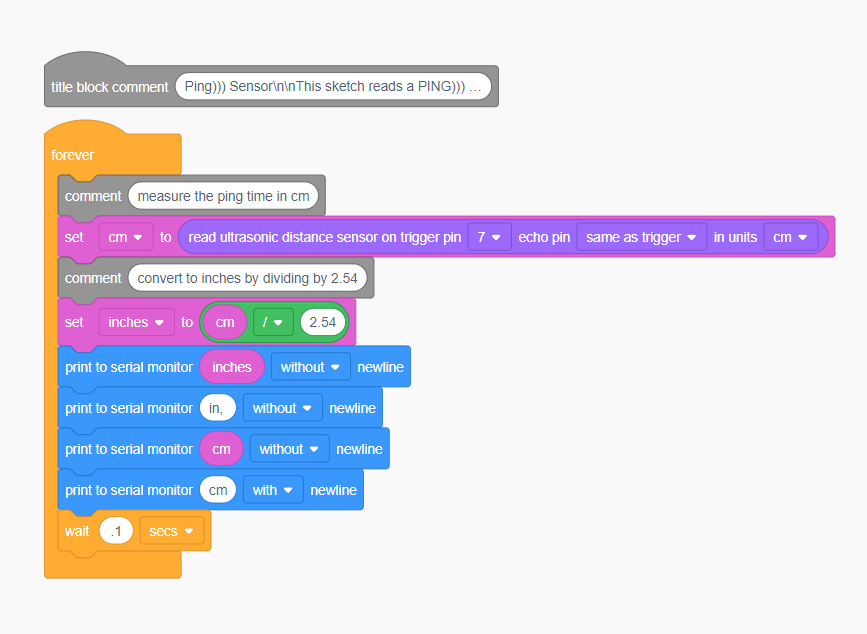 title block comment Ping))) Sensor\n\nThis sketch reads a PING))) ...
forever
comment measure the ping time in cm
set cm to read ultrasonic distance sensor on trigger pin 7 echo pin same as trigger in units cm
comment convert to inches by dividing by 2.54
set inches to cm / 2.54
print to serial monitor inches without newline
print to serial monitor in, without newline
print to serial monitor cm without newline
print to serial monitor cm with newline
wait .1 secs